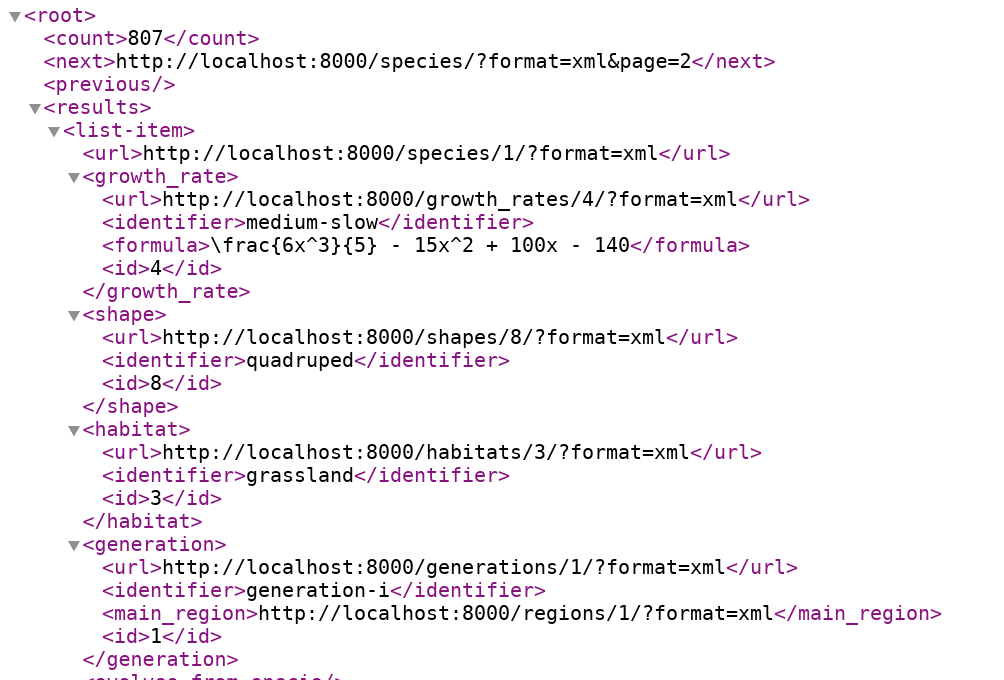 <root>
<count>807</count>
<next>http://localhost:8000/species/?format=xml&page=2</next>
<previous/>
<results>
<list-item>
<url>http://localhost:8000/species/1/?format=xml</url>
<growth_rate>
<url>http://localhost:8000/growth_rates/4/?format=xml</url>
<identifier>medium-slow</identifier>
<formula>\frac{6x^3}{5} - 15x^2 + 100x - 140</formula>
<id>4</id>
</growth_rate>
<shape>
<url>http://localhost:8000/shapes/8/?format=xml</url>
<identifier>quadruped</identifier>
<id>8</id>
</shape>
<habitat>
<url>http://localhost:8000/habitats/3/?format=xml</url>
<identifier>grassland</identifier>
<id>3</id>
</habitat>
<generation>
<url>http://localhost:8000/generations/1/?format=xml</url>
<identifier>generation-i</identifier>
<main_region>http://localhost:8000/regions/1/?format=xml</main_region>
<id>1</id>
</generation>